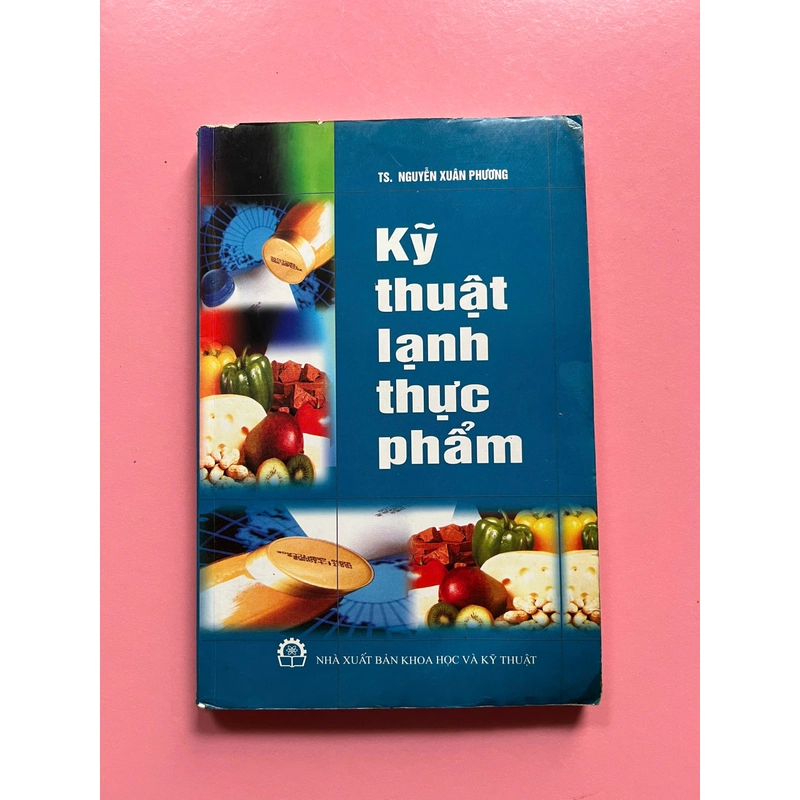 TS. NGUYỄN XUÂN PHƯƠNG
Kỹ
thuật
lạnh
thực
phẩm
NHÀ XUẤT BẢN KHOA HỌC VÀ KỸ THUẬT